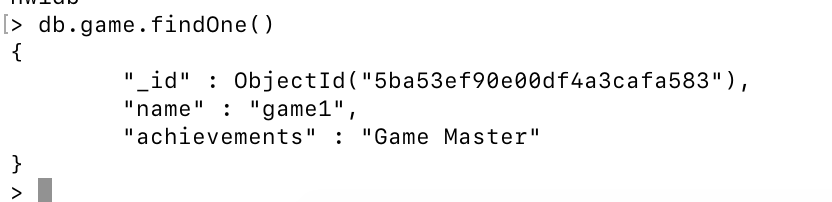 [> db.game.findOne()
{
"_id" : ObjectId("5ba53ef90e00df4a3cafa583"),
"name" : "game1",
"achievements" : "Game Master"
}
>